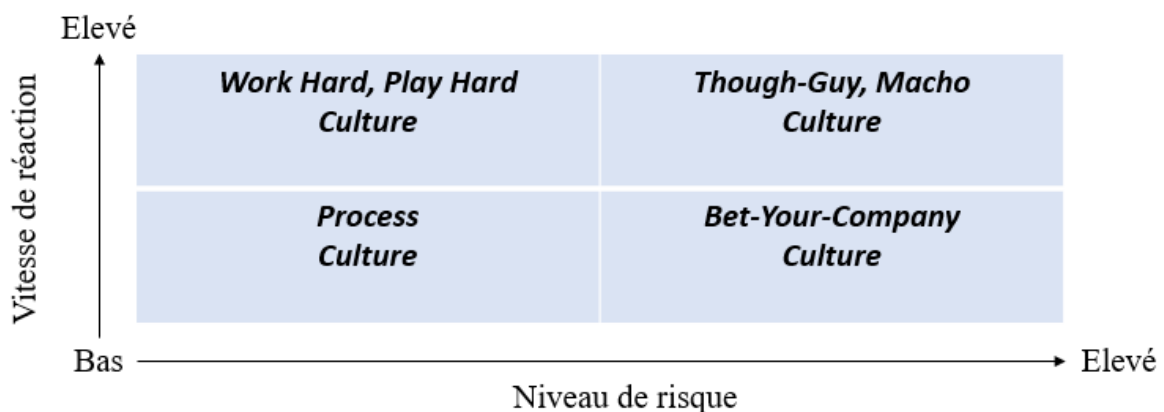 Elevé
Vitesse de réaction
Work Hard, Play Hard
Culture
Though-Guy, Macho
Culture
Process
Culture
Bet-Your-Company
Culture
Bas
Elevé
Niveau de risque